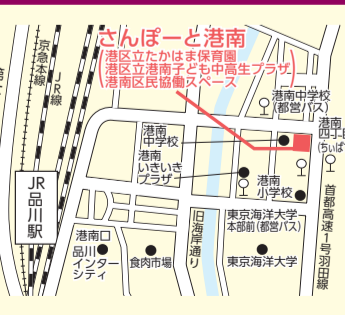 さんぽーと港南
港区立たかはま保育園
港区立港南子ども中高生プラザ
港南区民協働スペース
京急本線
JR線
第一
港南中学校
(都営バス)
港南
四丁目
(ちぃば
港南
中学校
港南
いきいき
プラザ
港南
小学校
JR
品川駅
旧海岸通り
東京海洋大学
本部前(都営バス)
首都高速1号羽田線
港南口
品川
インター
シティ
食肉市場
東京海洋大学